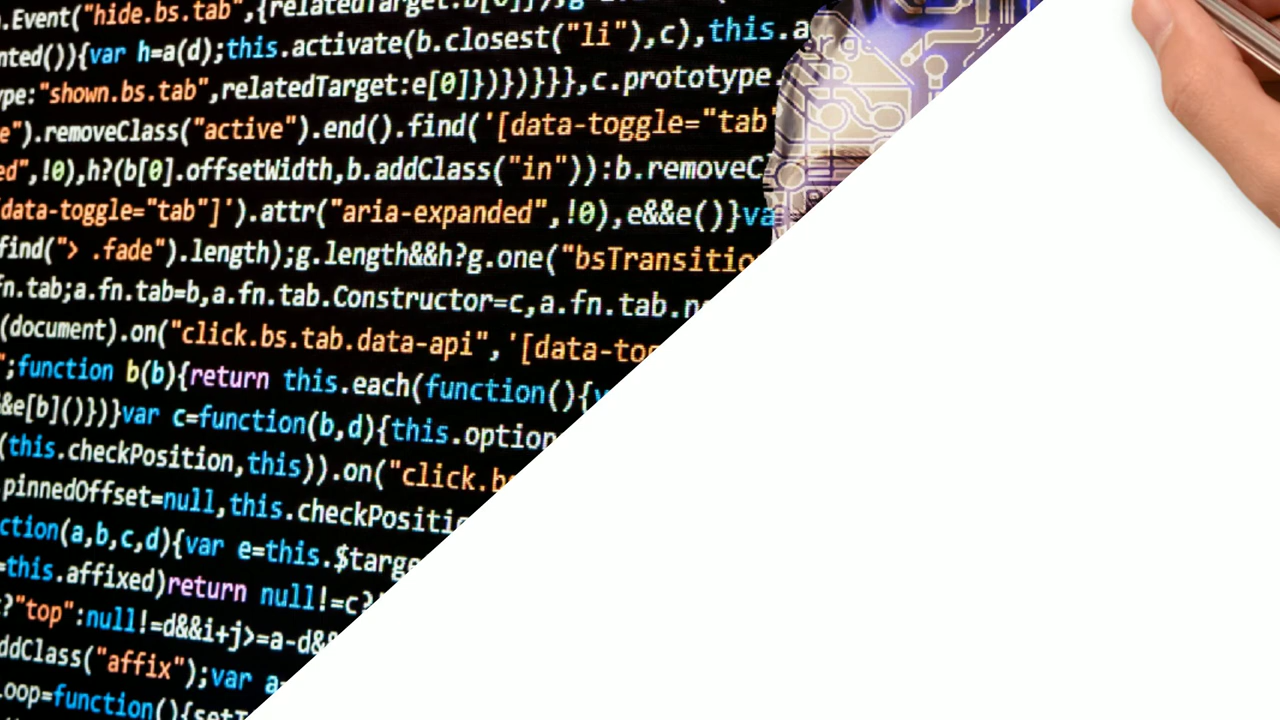 .Event("hide.bs.tab",{relatedTarget:b[0]});g
nted()){var h=a(d);this.activate(b.closest("li"),c),this.a
ype:"shown.bs.tab",relatedTarget:e[0]})})}}},c.prototype.
e").removeClass("active").end().find('[data-toggle="tab"
ed",!0),h?(b[0].offsetWidth,b.addClass("in")):b.removeC
[data-toggle="tab"]').attr("aria-expanded",!0),e&&e()}va
find("> .fade").length);g.length&&h?g.one("bsTransitio
fn.tab;a.fn.tab=b,a.fn.tab.Constructor=c,a.fn.tab.n
(document).on("click.bs.tab.data-api",'[data-tog
";function b(b){return this.each(function(){v
&e[b]()})}var c=function(b,d){this.option
(this.checkPosition,this)).on("click.b
.pinnedOffset=null,this.checkPositio
ction(a,b,c,d){var e=this.$targe
=this.affixed)return null!=c?
?"top":null!=d&&i+j>=a-d&&
ddClass("affix");var a
oop=function(){setT